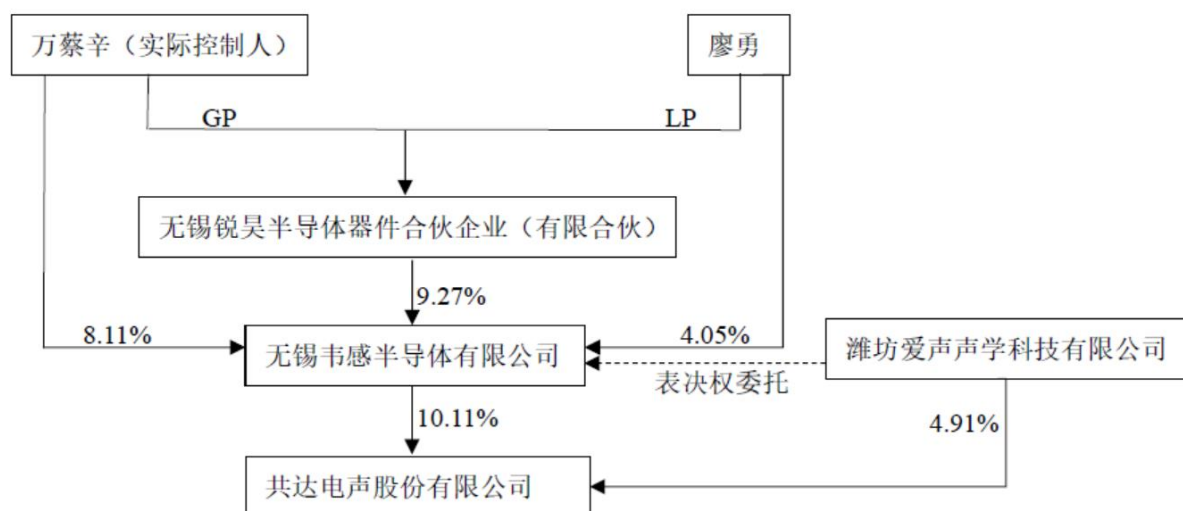 万蔡辛（实际控制人）
廖勇
GP
LP
无锡锐昊半导体器件合伙企业（有限合伙）
9.27%
8.11%
4.05%
无锡韦感半导体有限公司
潍坊爱声声学科技有限公司
表决权委托
10.11%
4.91%
共达电声股份有限公司